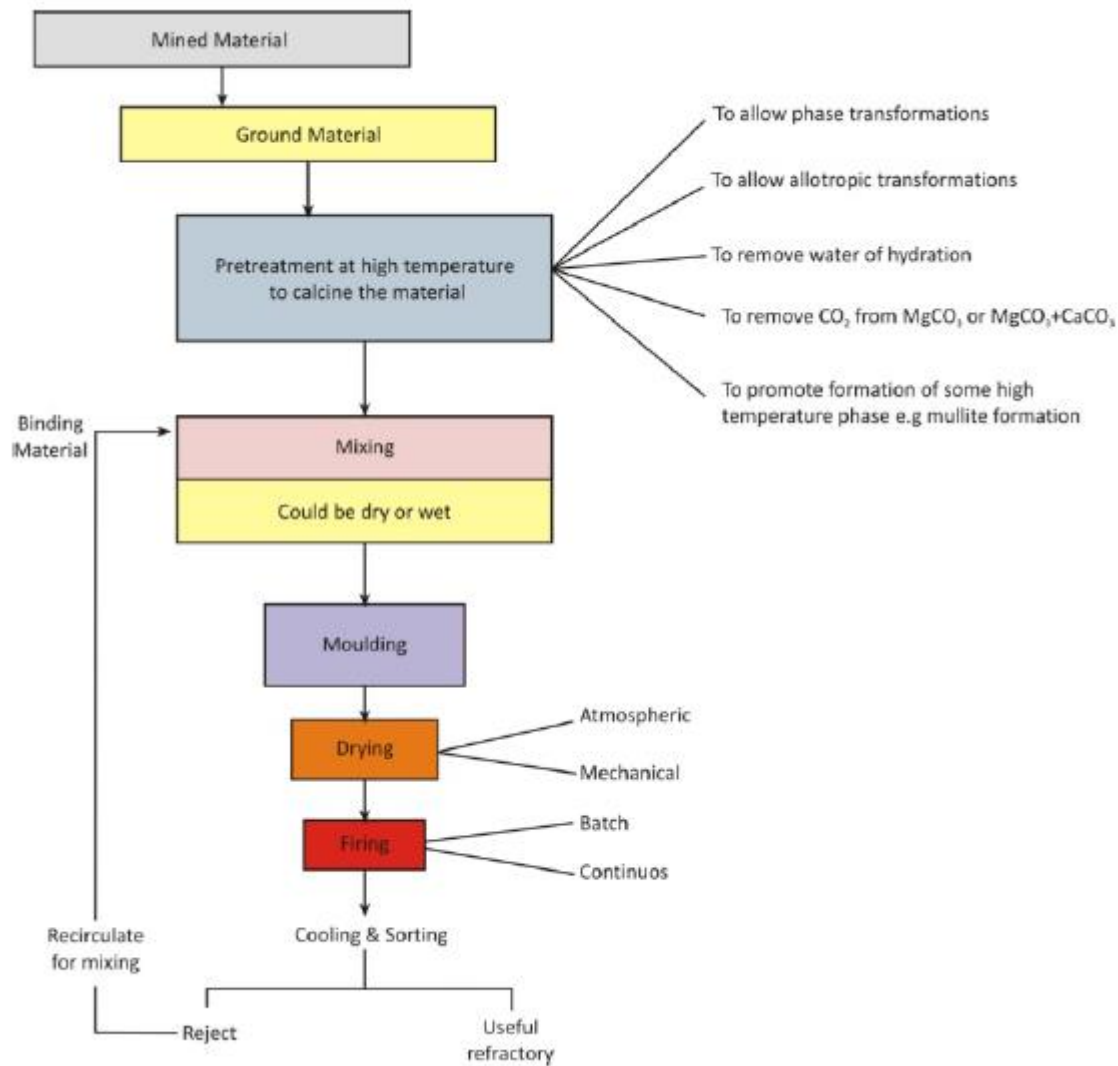 Mined Material
Ground Material
To allow phase transformations
To allow allotropic transformations
Pretreatment at high temperature
to calcine the material
To remove water of hydration
To remove CO₂ from MgCO₃ or MgCO₃+CaCO₃
To promote formation of some high
temperature phase e.g mullite formation
Binding
Material
Mixing
Could be dry or wet
Moulding
Drying
Atmospheric
Mechanical
Firing
Batch
Continuos
Cooling & Sorting
Recirculate
for mixing
Reject
Useful
refractory